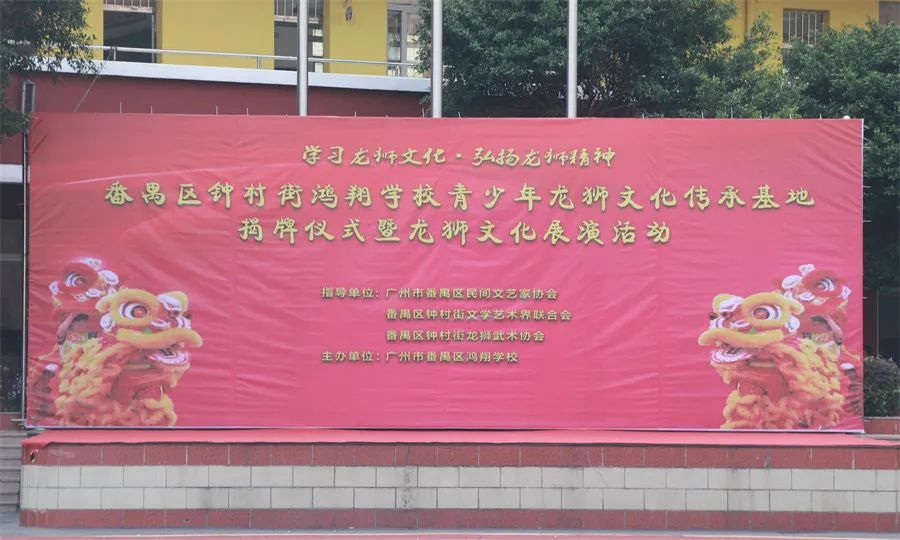 学习龙狮文化·弘扬龙狮精神
番禺区钟村街鸿翔学校青少年龙狮文化传承基地
揭牌仪式暨龙狮文化展演活动
指导单位：广州市番禺区民间文艺家协会
番禺区钟村街文学艺术界联合会
番禺区钟村街龙狮武术协会
主办单位：广州市番禺区鸿翔学校